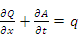 ∂Q/∂x + ∂A/∂t = q